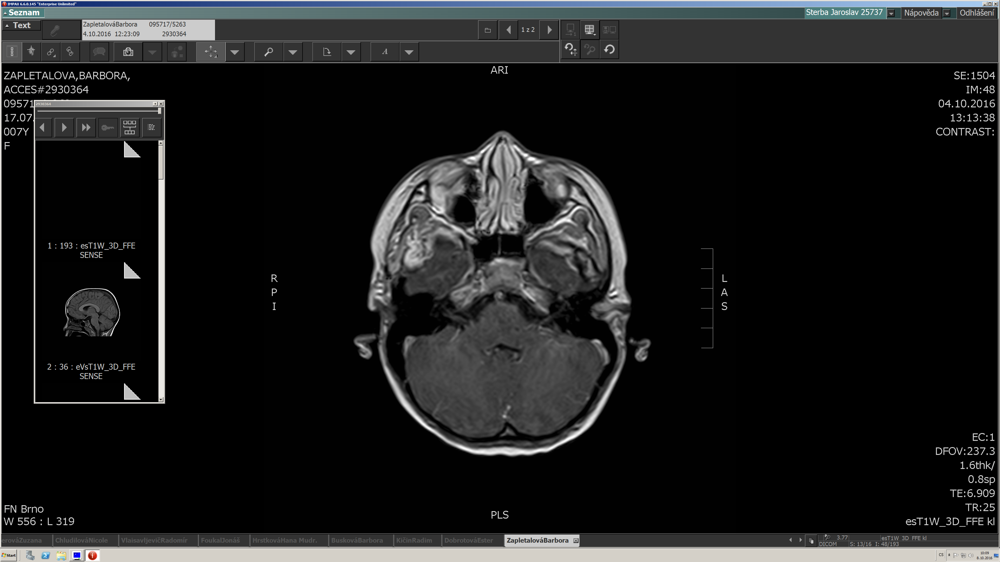 IMPAX 6.6.0.145 "Enterprise Unlimited"
Seznam
Sterba Jaroslav 25737
Nápověda
Odhlášení
Text
ZapletalováBarbora 095717/5263
4.10.2016 12:23:09 2930364
1 z 2
ARI
ZAPLETALOVA,BARBORA,
ACCES#2930364
09571
17.07.
007Y
F
2930364
1 : 193 : esT1W_3D_FFE
SENSE
2 : 36 : eVsT1W_3D_FFE
SENSE
SE:1504
IM:48
04.10.2016
13:13:38
CONTRAST:
R
P
I
L
A
S
EC:1
DFOV:237.3
1.6thk/
0.8sp
TE:6.909
TR:25
esT1W_3D_FFE kl
FN Brno
W 556 : L 319
PLS
erováZuzana
ChludilováNicole
VlaisavljevičRadomír
FoukalJonáš
HrstkováHana Mudr.
BuskováBarbora
KičinRadim
DobrotováEster
ZapletalováBarbora
3.77
esT1W_3D_FFE kl
DICOM
S: 13/16 I: 48/193
Start
CS
10:09
8.10.2016